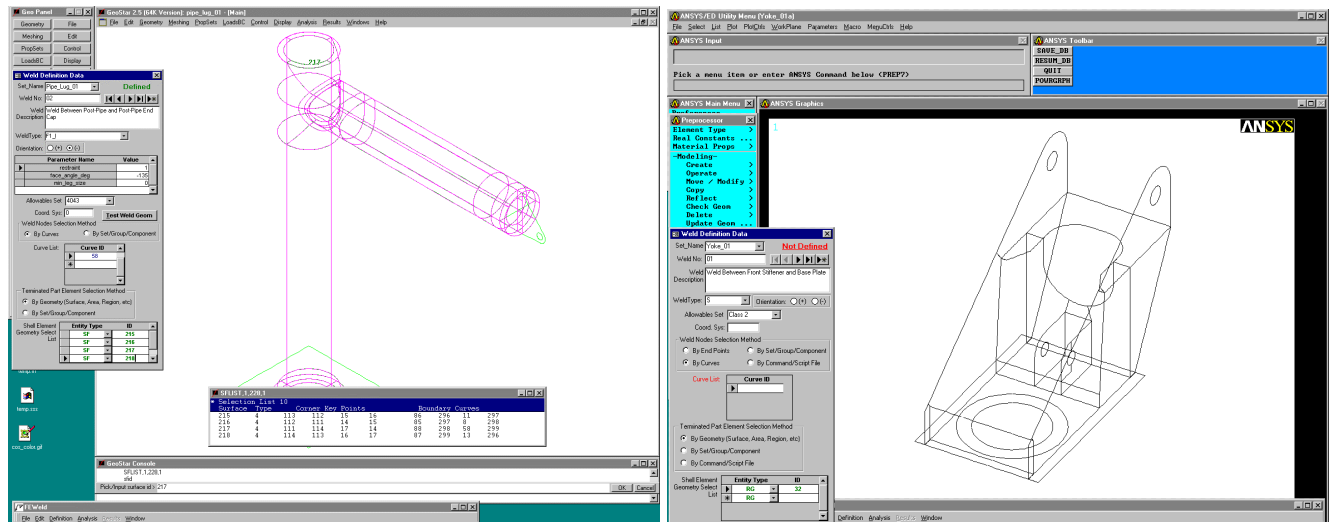 Geo Panel
Geometry File
Meshing Edit
PropSets Control
LoadsBC Display
GeoStar 2.5 (64K Version): pipe_lug_01 - [Main]
File Edit Geometry Meshing PropSets LoadsBC Control Display Analysis Results Windows Help
217
Weld Definition Data
Set_Name Pipe_Lug_01 Defined
Weld No: 02
Weld Description Weld Between Post-Pipe and Post-Pipe End Cap
WeldType: F1_I
Orientation: (+) (-)
Parameter Name Value
restraint 1
face_angle_deg -135
min_leg_size 0
Allowables Set 4043
Coord. Sys: 0 Test Weld Geom
Weld Nodes Selection Method
By Curves By Set/Group/Component
Curve List: Curve ID
56
Terminated Part Element Selection Method
By Geometry (Surface, Area, Region, etc)
By Set/Group/Component
Shell Element Geometry Select List
Entity Type ID
SF 215
SF 216
SF 217
SF 218
temp.css
cos_color.gif
SFLIST,1,228,1
* Selection List 10
Surface Type Corner Key Points Boundary Curves
215 4 113 112 15 16 86 296 11 297
216 4 112 111 14 15 85 297 8 298
217 4 111 114 17 14 88 298 58 299
218 4 114 113 16 17 87 299 13 296
GeoStar Console
SFLIST,1,228,1
sfid
Pick/Input surface id > 217 OK Cancel
FEWeld
File Edit Definition Analysis Results Window
ANSYS/ED Utility Menu (Yoke_01a)
File Select List Plot PlotCtrls WorkPlane Parameters Macro MenuCtrls Help
ANSYS Input
Pick a menu item or enter ANSYS Command below (PREP7)
ANSYS Toolbar
SAVE_DB
RESUM_DB
QUIT
POWRGRPH
ANSYS Main Menu
Preprocessor
Element Type >
Real Constants ...
Material Props >
-Modeling-
Create >
Operate >
Move / Modify >
Copy >
Reflect >
Check Geom >
Delete >
Update Geom ...
ANSYS Graphics
1
ANSYS
Weld Definition Data
Set_Name Yoke_01 Not Defined
Weld No: 01
Weld Description Weld Between Front Stiffener and Base Plate
WeldType: S Orientation: (+) (-)
Allowables Set Class 2
Coord. Sys:
Weld Nodes Selection Method
By End Points By Set/Group/Component
By Curves By Command/Script File
Curve List: Curve ID
Terminated Part Element Selection Method
By Geometry (Surface, Area, Region, etc)
By Set/Group/Component
By Command/Script File
Shell Element Geometry Select List
Entity Type ID
RG 32
RG
Definition Analysis Results Window